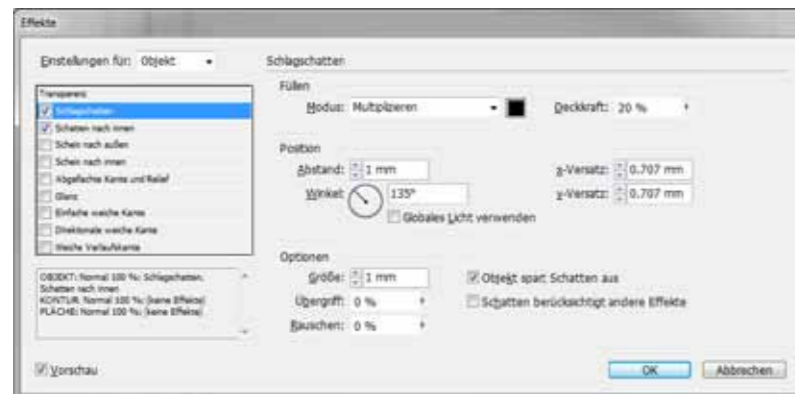 Effekte
Einstellungen für: Objekt
Transparenz
Schlagschatten
Schatten nach innen
Schein nach außen
Schein nach innen
Abgeflachte Kante und Relief
Glanz
Einfache weiche Kante
Direktionale weiche Kante
Weiche Verlaufskante
OBJEKT: Normal 100 %; Schlagschatten,
Schatten nach innen
KONTUR: Normal 100 %; (keine Effekte)
FLÄCHE: Normal 100 %; (keine Effekte)
Vorschau
Schlagschatten
Füllen
Modus: Multiplizieren
Deckkraft: 20 %
Position
Abstand: 1 mm
x-Versatz: 0.707 mm
Winkel: 135°
y-Versatz: 0.707 mm
Globales Licht verwenden
Optionen
Größe: 1 mm
Objekt spart Schatten aus
Übergriff: 0 %
Schatten berücksichtigt andere Effekte
Rauschen: 0 %
OK
Abbrechen